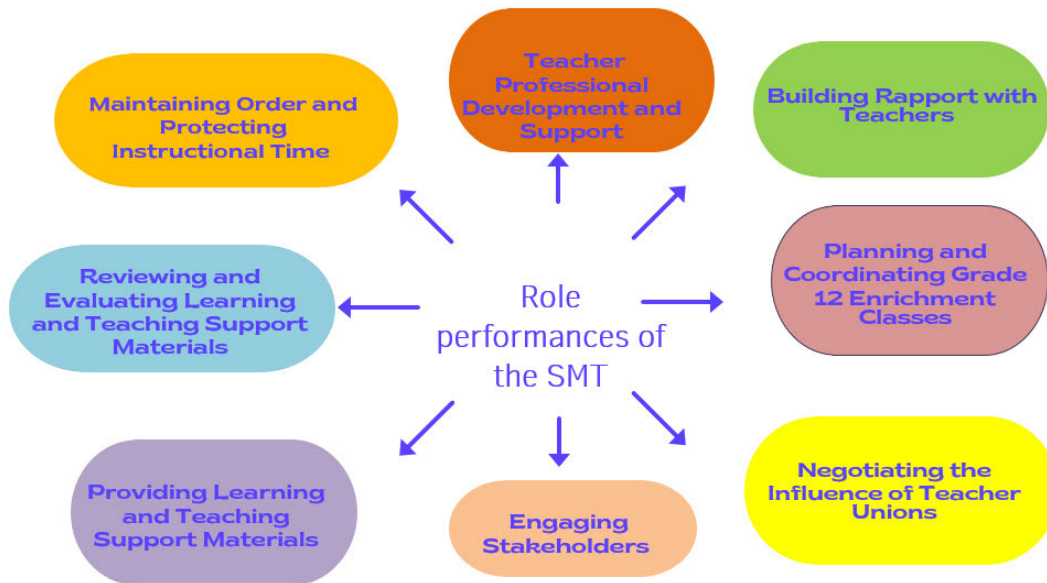 Teacher
Professional
Development and
Support
Maintaining Order and
Protecting
Instructional Time
Building Rapport with
Teachers
Reviewing and
Evaluating Learning
and Teaching Support
Materials
Role
performances of
the SMT
Planning and
Coordinating Grade
12 Enrichment
Classes
Providing Learning
and Teaching
Support Materials
Engaging
Stakeholders
Negotiating the
Influence of Teacher
Unions